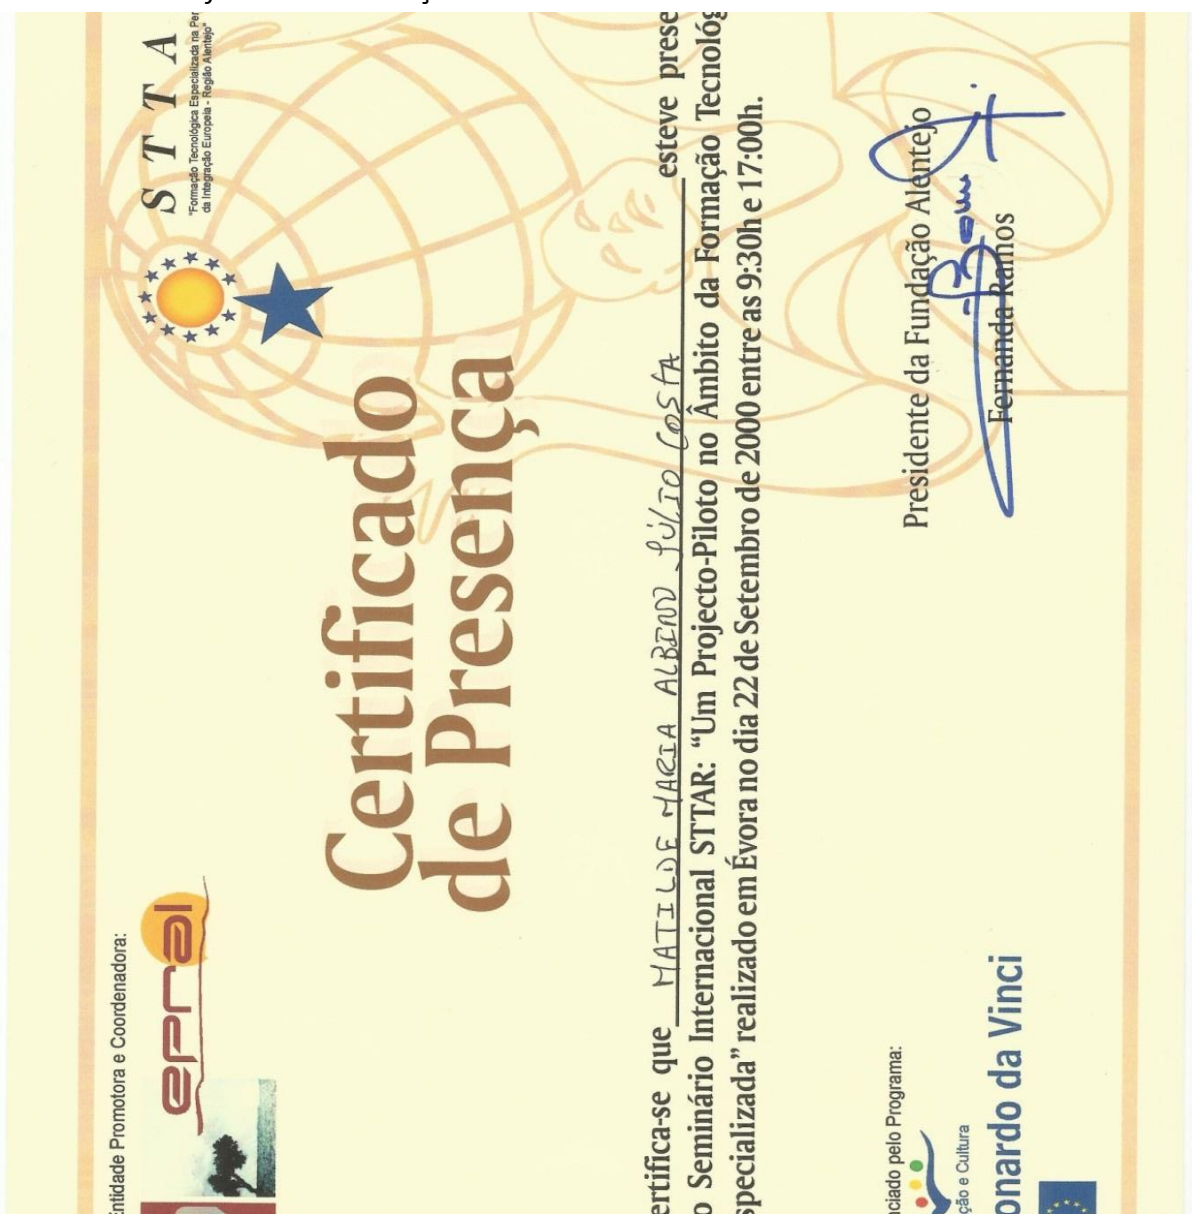 Entidade Promotora e Coordenadora:
epral
S T T A
"Formação Tecnológica Especializada na Per
da Integração Europeia - Região Alentejo"
Certificado
de Presença
ertifica-se que MATILDE MARIA ALBINO JÚLIO COSTA esteve prese
o Seminário Internacional STTAR: “Um Projecto-Piloto no Âmbito da Formação Tecnológ
specializada” realizado em Évora no dia 22 de Setembro de 2000 entre as 9:30h e 17:00h.
nciado pelo Programa:
ção e Cultura
onardo da Vinci
Presidente da Fundação Alentejo
Fernanda Ramos